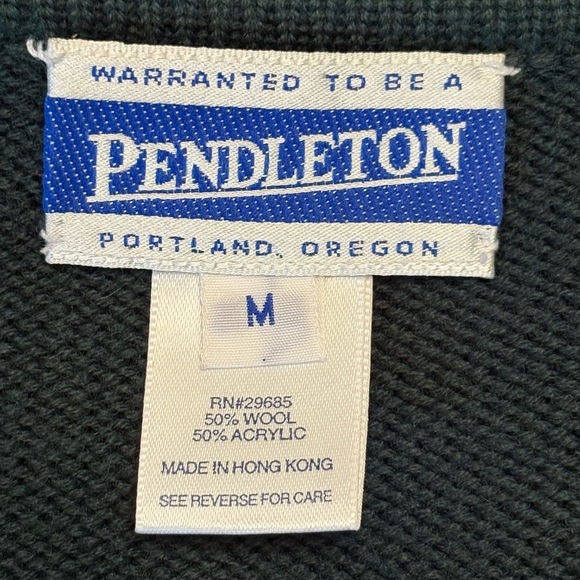 WARRANTED TO BE A
PENDLETON
PORTLAND, OREGON
M
RN#29685
50% WOOL
50% ACRYLIC
MADE IN HONG KONG
SEE REVERSE FOR CARE